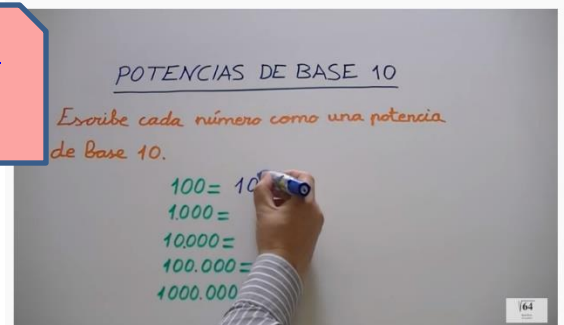 POTENCIAS DE BASE 10
Escribe cada número como una potencia
de Base 10.
100= 10
1.000=
10.000=
100.000=
1000.000
√64